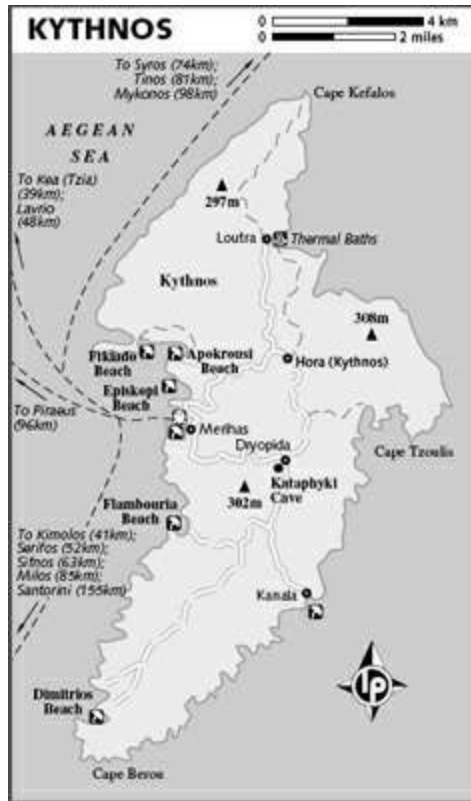 KYTHNOS
0 4 km
0 2 miles
To Syros (74km);
Tinos (81km);
Mykonos (98km)
Cape Kefalos
AEGEAN
SEA
To Kea (Tzia)
(39km);
Lavrio
(48km)
297m
Loutra
Thermal Baths
Kythnos
308m
Fikiado
Beach
Apokrousi
Beach
Hora (Kythnos)
Episkopi
Beach
To Piraeus
(96km)
Merihas
Dryopida
Cape Tzoulis
Kataphyki
Cave
302m
Flambouria
Beach
To Kimolos (41km);
Serifos (52km);
Sifnos (63km);
Milos (85km);
Santorini (155km)
Kanala
lp
Dimitrios
Beach
Cape Berou